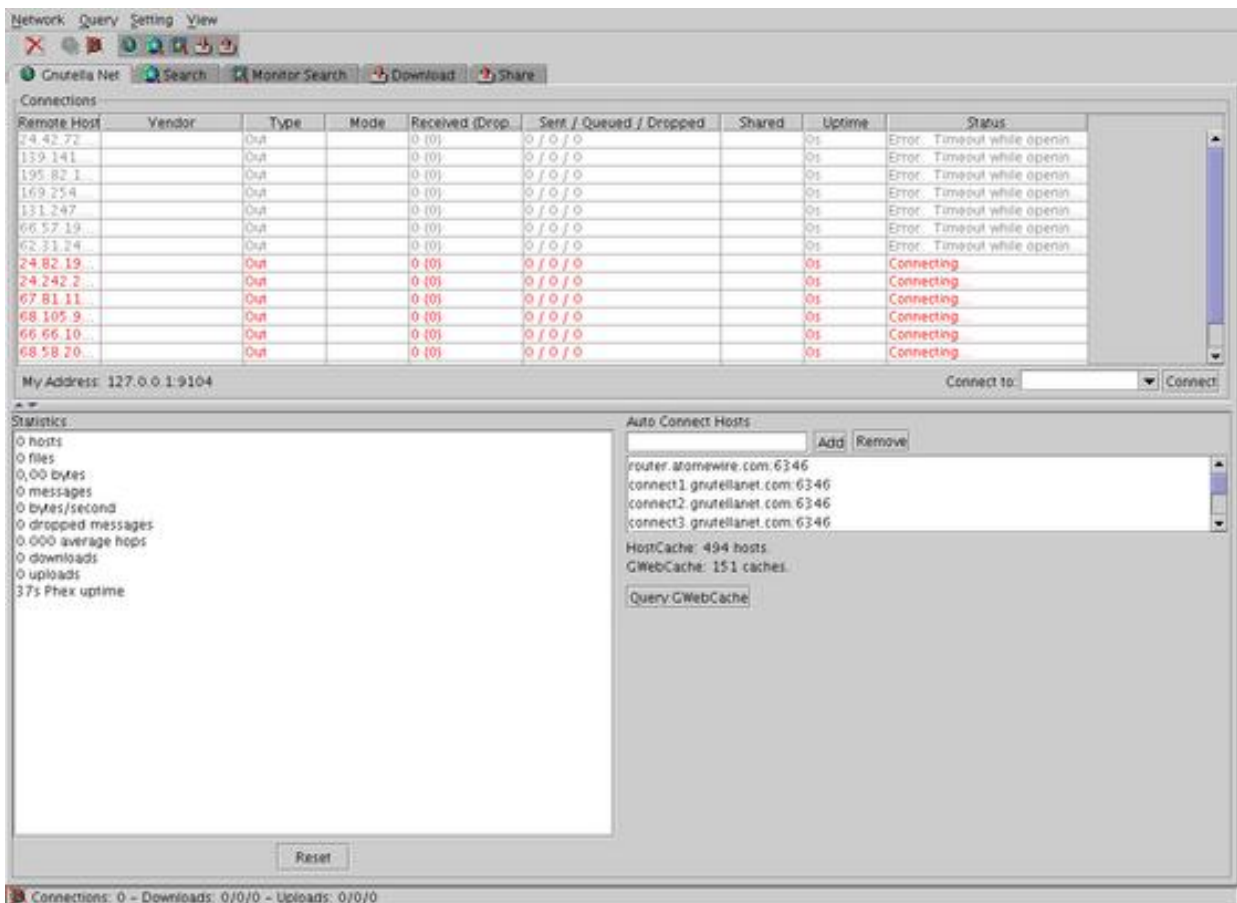 Network Query Setting View
Gnutella Net Search Monitor Search Download Share
Connections
Remote Host Vendor Type Mode Received (Drop... Sent / Queued / Dropped Shared Uptime Status
24.42.72... Out 0 (0) 0 / 0 / 0 0s Error. Timeout while openin...
139.141.... Out 0 (0) 0 / 0 / 0 0s Error. Timeout while openin...
195.82.1... Out 0 (0) 0 / 0 / 0 0s Error. Timeout while openin...
169.254.... Out 0 (0) 0 / 0 / 0 0s Error. Timeout while openin...
131.247.... Out 0 (0) 0 / 0 / 0 0s Error. Timeout while openin...
66.57.19... Out 0 (0) 0 / 0 / 0 0s Error. Timeout while openin...
62.31.24... Out 0 (0) 0 / 0 / 0 0s Error. Timeout while openin...
24.82.19... Out 0 (0) 0 / 0 / 0 0s Connecting...
24.242.2... Out 0 (0) 0 / 0 / 0 0s Connecting...
67.81.11... Out 0 (0) 0 / 0 / 0 0s Connecting...
68.105.9... Out 0 (0) 0 / 0 / 0 0s Connecting...
66.66.10... Out 0 (0) 0 / 0 / 0 0s Connecting...
68.58.20... Out 0 (0) 0 / 0 / 0 0s Connecting...
My Address: 127.0.0.1:9104 Connect to: Connect
Statistics
0 hosts
0 files
0,00 bytes
0 messages
0 bytes/second
0 dropped messages
0.000 average hops
0 downloads
0 uploads
37s Phex uptime
Reset
Auto Connect Hosts
Add Remove
router.atomewire.com:6346
connect1.gnutellanet.com:6346
connect2.gnutellanet.com:6346
connect3.gnutellanet.com:6346
HostCache: 494 hosts.
GWebCache: 151 caches.
Query GWebCache
Connections: 0 – Downloads: 0/0/0 – Uploads: 0/0/0